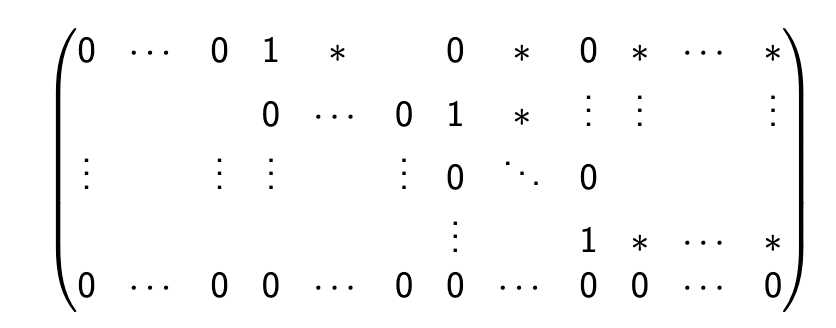 0 ⋯ 0 1 * 0 * 0 * ⋯ *
0 ⋯ 0 1 * ⋮ ⋮ ⋮
⋮ ⋮ ⋮ ⋮ 0 ⋱ 0
⋮ 1 * ⋯ *
0 ⋯ 0 0 ⋯ 0 0 ⋯ 0 0 ⋯ 0